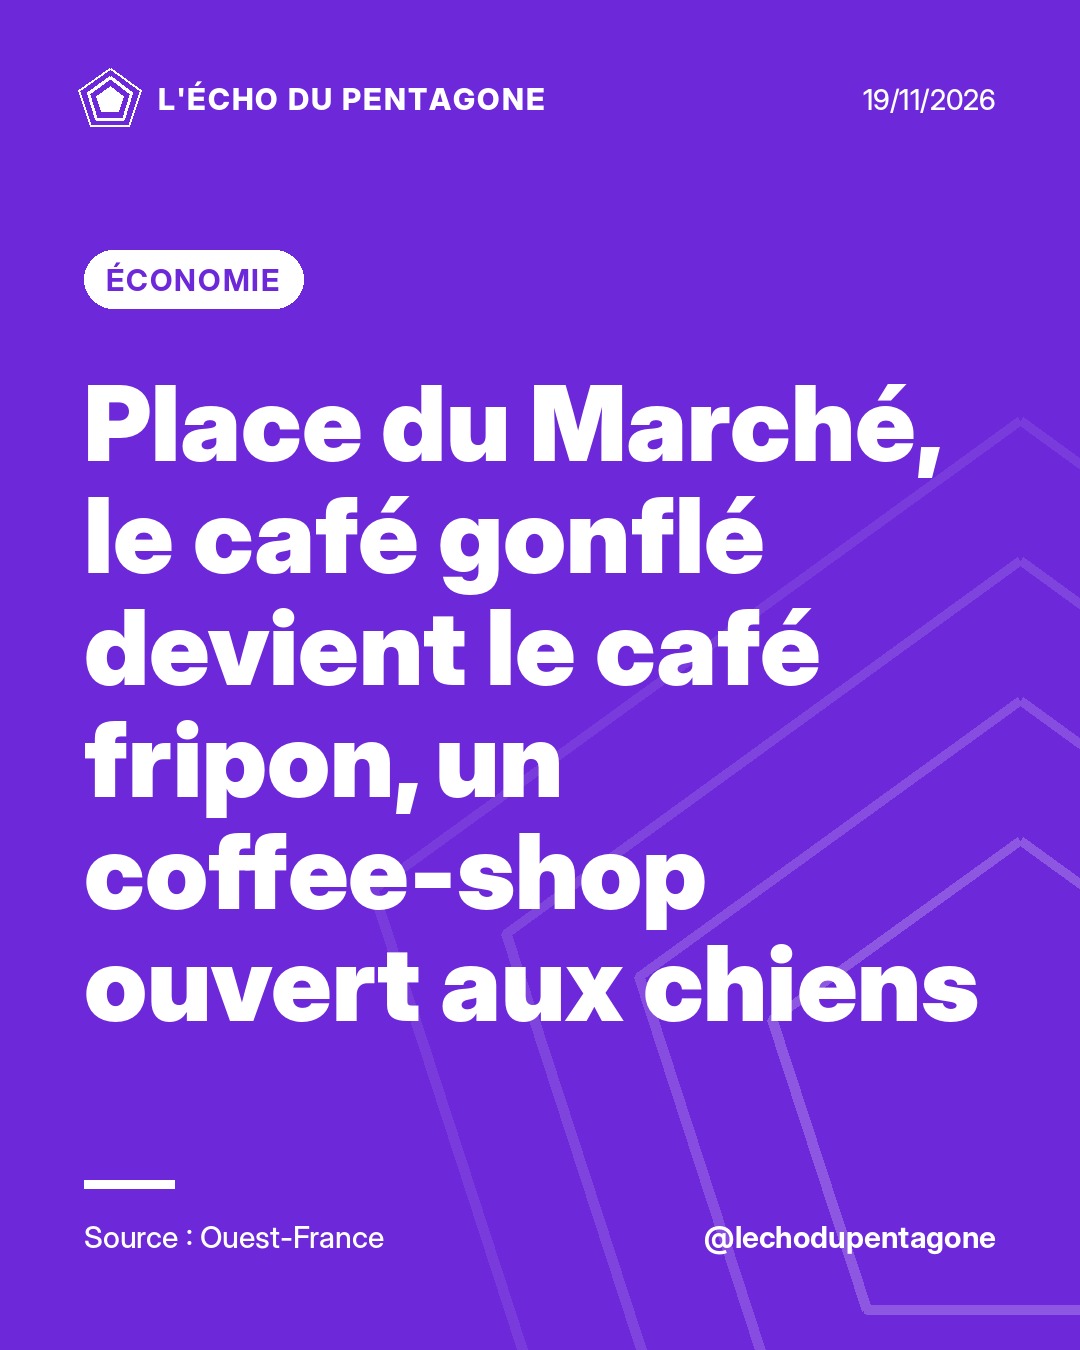 L'ÉCHO DU PENTAGONE
19/11/2026
ÉCONOMIE
Place du Marché,
le café gonflé
devient le café
fripon, un
coffee-shop
ouvert aux chiens
Source : Ouest-France
@lechodupentagone